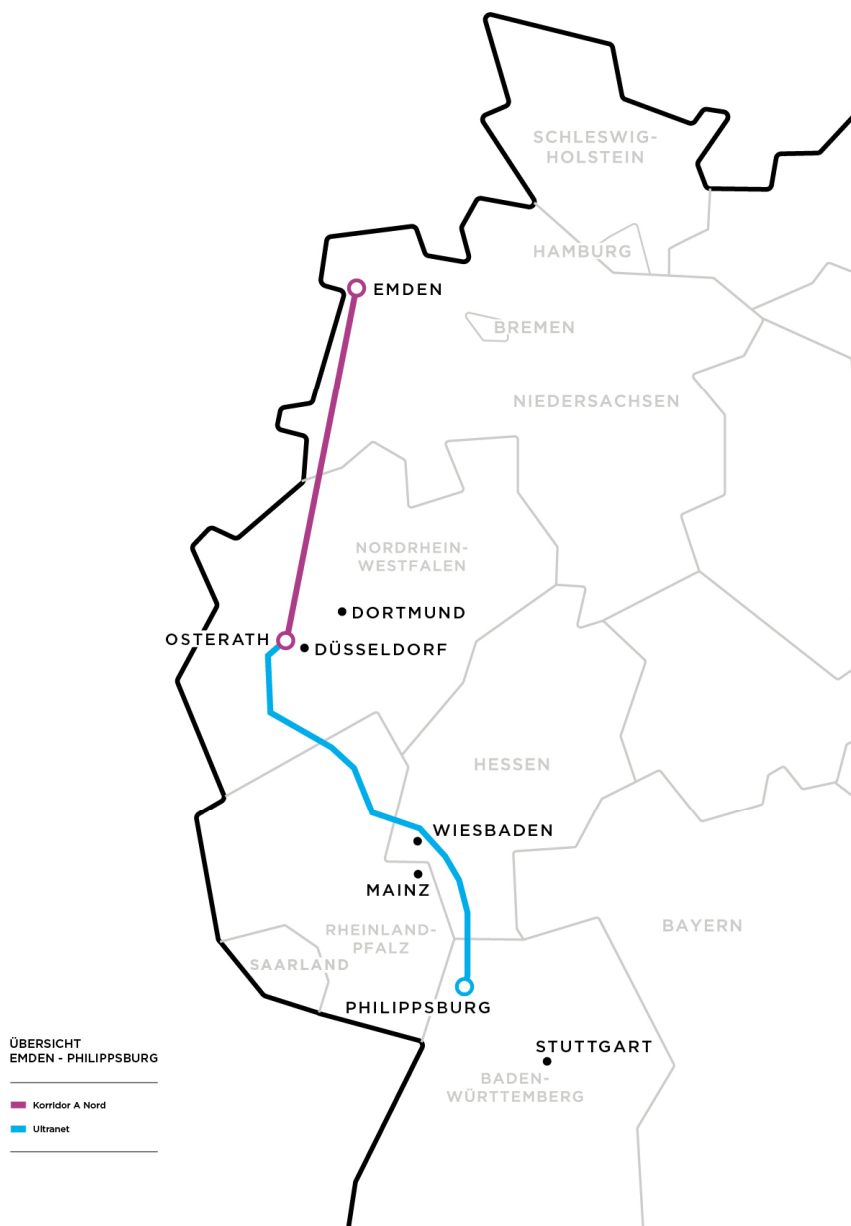 SCHLESWIG-
HOLSTEIN
HAMBURG
EMDEN
BREMEN
NIEDERSACHSEN
NORDRHEIN-
WESTFALEN
DORTMUND
OSTERATH
DÜSSELDORF
HESSEN
WIESBADEN
MAINZ
RHEINLAND-
PFALZ
BAYERN
SAARLAND
PHILIPPSBURG
STUTTGART
BADEN-
WÜRTTEMBERG
ÜBERSICHT
EMDEN - PHILIPPSBURG
Korridor A Nord
Ultranet